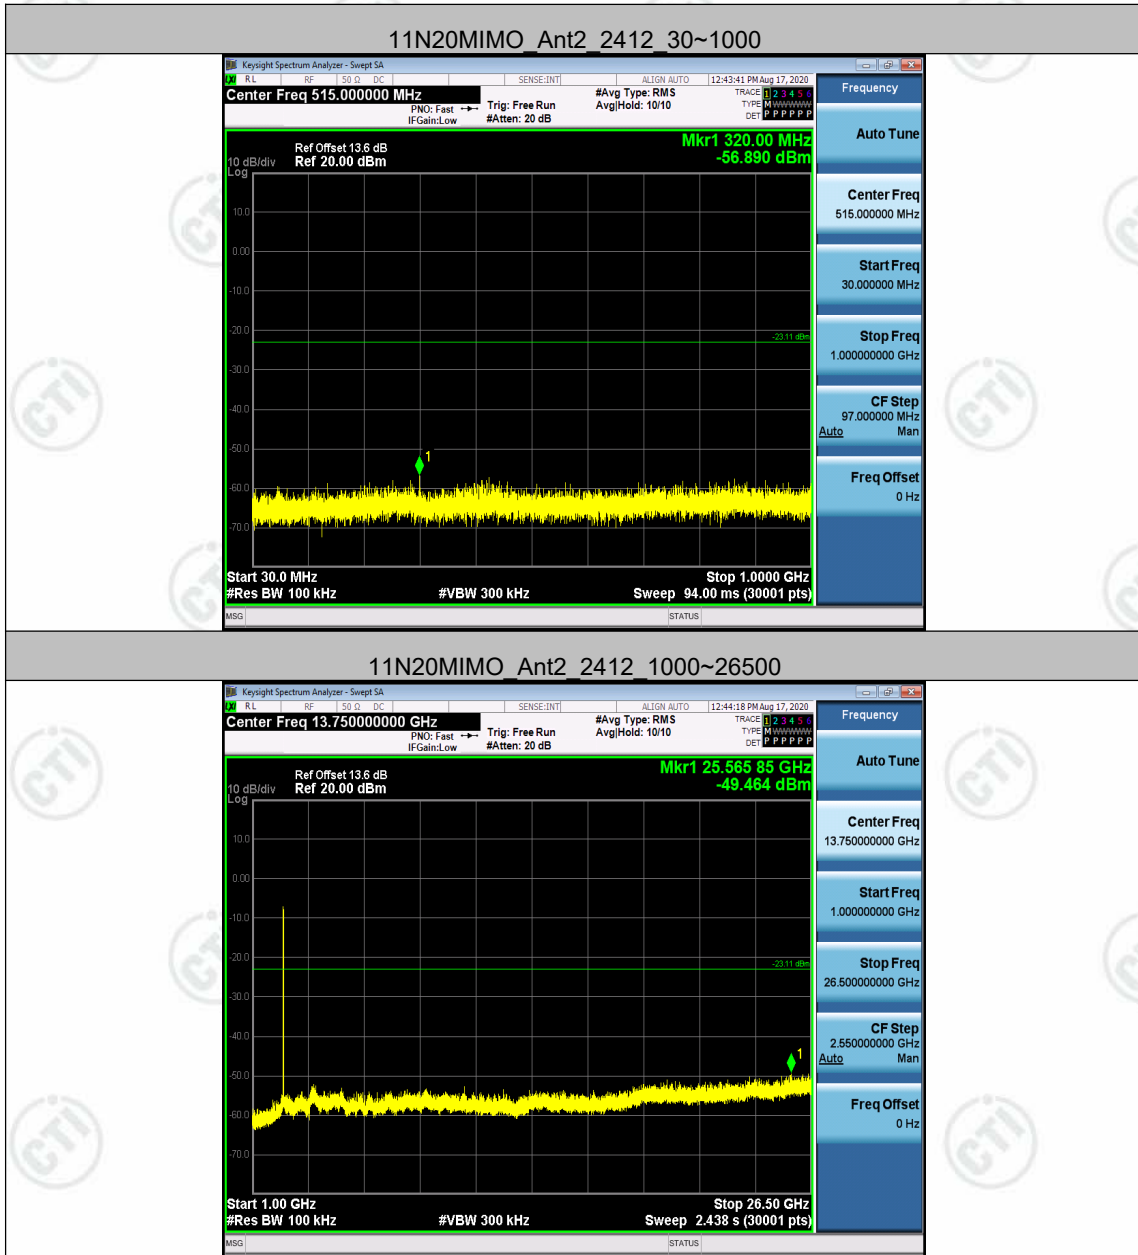 11N20MIMO_Ant2_2412_30~1000
Keysight Spectrum Analyzer - Swept SA
LXI RL RF 50 Ω DC SENSE:INT ALIGN AUTO 12:43:41 PM Aug 17, 2020
Center Freq 515.000000 MHz #Avg Type: RMS TRACE 1 2 3 4 5 6
PNO: Fast Trig: Free Run Avg|Hold: 10/10 TYPE M WWWWW
IFGain:Low #Atten: 20 dB DET P P P P P P
Mkr1 320.00 MHz
Ref Offset 13.6 dB
-56.890 dBm
10 dB/div Ref 20.00 dBm
Log
10.0
0.00
-10.0
-20.0
-23.11 dBm
-30.0
-40.0
-50.0
1
-60.0
-70.0
Start 30.0 MHz Stop 1.0000 GHz
#Res BW 100 kHz #VBW 300 kHz Sweep 94.00 ms (30001 pts)
MSG STATUS
Frequency
Auto Tune
Center Freq
515.000000 MHz
Start Freq
30.000000 MHz
Stop Freq
1.000000000 GHz
CF Step
97.000000 MHz
Auto Man
Freq Offset
0 Hz
11N20MIMO_Ant2_2412_1000~26500
Keysight Spectrum Analyzer - Swept SA
LXI RL RF 50 Ω DC SENSE:INT ALIGN AUTO 12:44:18 PM Aug 17, 2020
Center Freq 13.750000000 GHz #Avg Type: RMS TRACE 1 2 3 4 5 6
PNO: Fast Trig: Free Run Avg|Hold: 10/10 TYPE M WWWWW
IFGain:Low #Atten: 20 dB DET P P P P P P
Mkr1 25.565 85 GHz
Ref Offset 13.6 dB
-49.464 dBm
10 dB/div Ref 20.00 dBm
Log
10.0
0.00
-10.0
-20.0
-23.11 dBm
-30.0
-40.0
1
-50.0
-60.0
-70.0
Start 1.00 GHz Stop 26.50 GHz
#Res BW 100 kHz #VBW 300 kHz Sweep 2.438 s (30001 pts)
MSG STATUS
Frequency
Auto Tune
Center Freq
13.750000000 GHz
Start Freq
1.000000000 GHz
Stop Freq
26.500000000 GHz
CF Step
2.550000000 GHz
Auto Man
Freq Offset
0 Hz
CTI
CTI
CTI
CTI
CTI
CTI
CTI
CTI